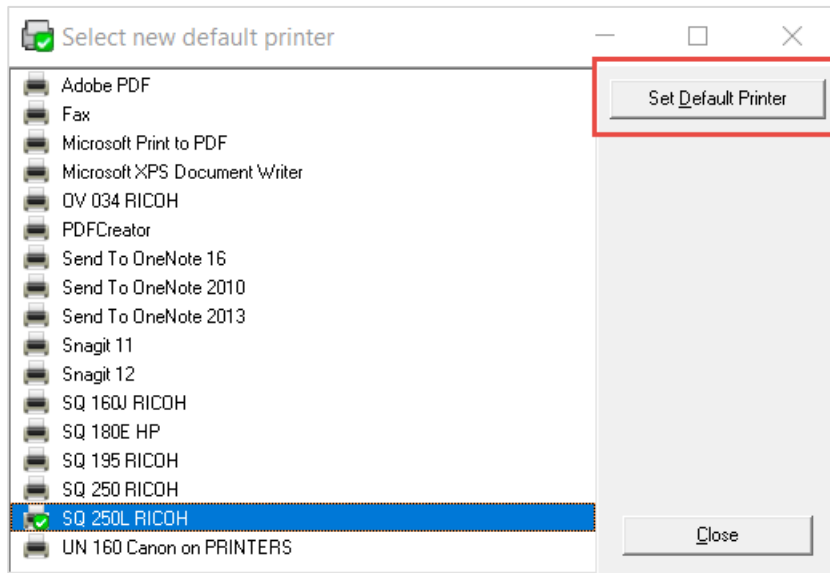 Select new default printer
Adobe PDF
Fax
Microsoft Print to PDF
Microsoft XPS Document Writer
OV 034 RICOH
PDFCreator
Send To OneNote 16
Send To OneNote 2010
Send To OneNote 2013
Snagit 11
Snagit 12
SQ 160J RICOH
SQ 180E HP
SQ 195 RICOH
SQ 250 RICOH
SQ 250L RICOH
UN 160 Canon on PRINTERS
Set Default Printer
Close